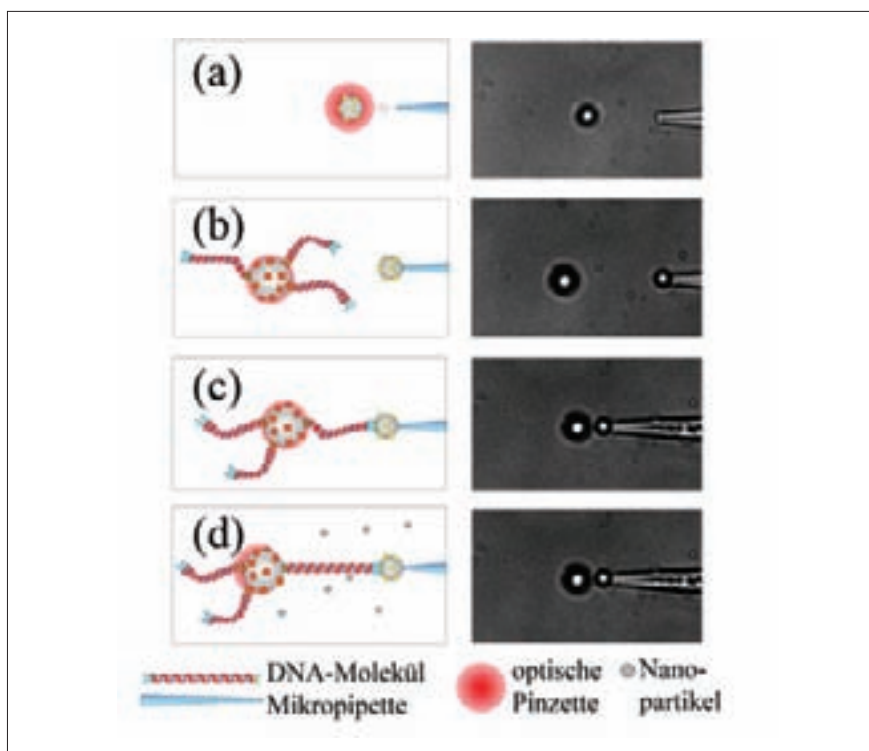 (a)
(b)
(c)
(d)
DNA-Molekül
Mikropipette
optische
Pinzette
Nano-
partikel